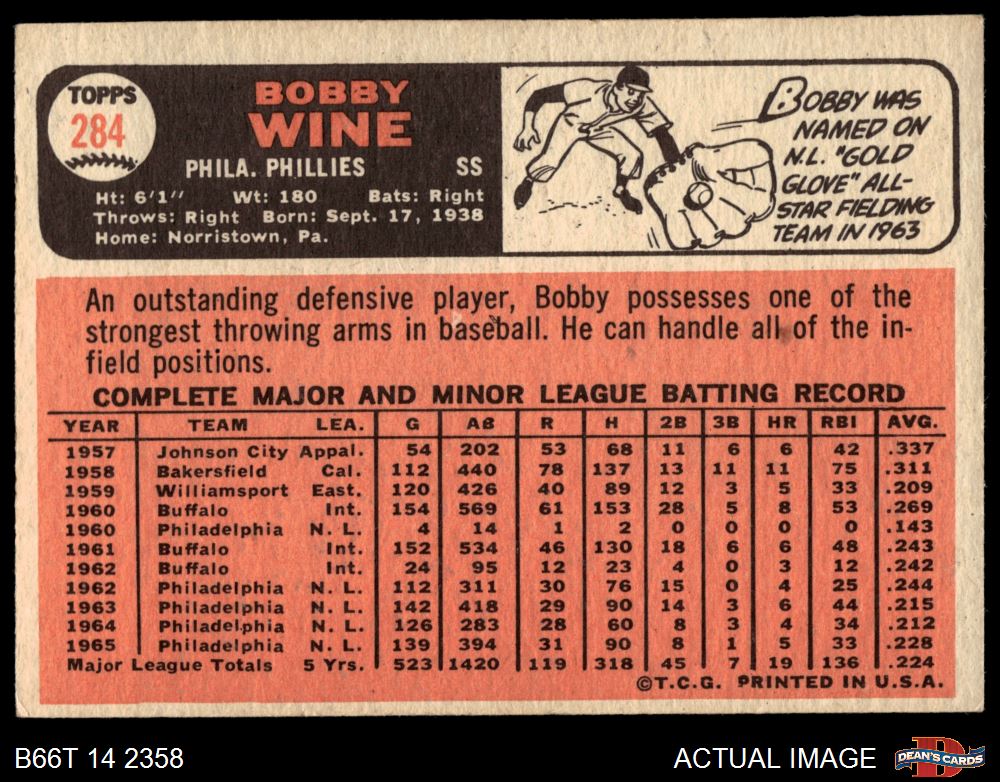 TOPPS
284
BOBBY
WINE
PHILA. PHILLIES SS
Ht: 6'1" Wt: 180 Bats: Right
Throws: Right Born: Sept. 17, 1938
Home: Norristown, Pa.
BOBBY WAS
NAMED ON
N.L. "GOLD
GLOVE" ALL-
STAR FIELDING
TEAM IN 1963
An outstanding defensive player, Bobby possesses one of the
strongest throwing arms in baseball. He can handle all of the in-
field positions.
COMPLETE MAJOR AND MINOR LEAGUE BATTING RECORD
YEAR TEAM LEA. G AB R H 2B 3B HR RBI AVG.
1957 Johnson City Appal. 54 202 53 68 11 6 6 42 .337
1958 Bakersfield Cal. 112 440 78 137 13 11 11 75 .311
1959 Williamsport East. 120 426 40 89 12 3 5 33 .209
1960 Buffalo Int. 154 569 61 153 28 5 8 53 .269
1960 Philadelphia N. L. 4 14 1 2 0 0 0 0 .143
1961 Buffalo Int. 152 534 46 130 18 6 6 48 .243
1962 Buffalo Int. 24 95 12 23 4 0 3 12 .242
1962 Philadelphia N. L. 112 311 30 76 15 0 4 25 .244
1963 Philadelphia N. L. 142 418 29 90 14 3 6 44 .215
1964 Philadelphia N. L. 126 283 28 60 8 3 4 34 .212
1965 Philadelphia N. L. 139 394 31 90 8 1 5 33 .228
Major League Totals 5 Yrs. 523 1420 119 318 45 7 19 136 .224
©T.C.G. PRINTED IN U.S.A.
B66T 14 2358 ACTUAL IMAGE
D
DEAN'S CARDS